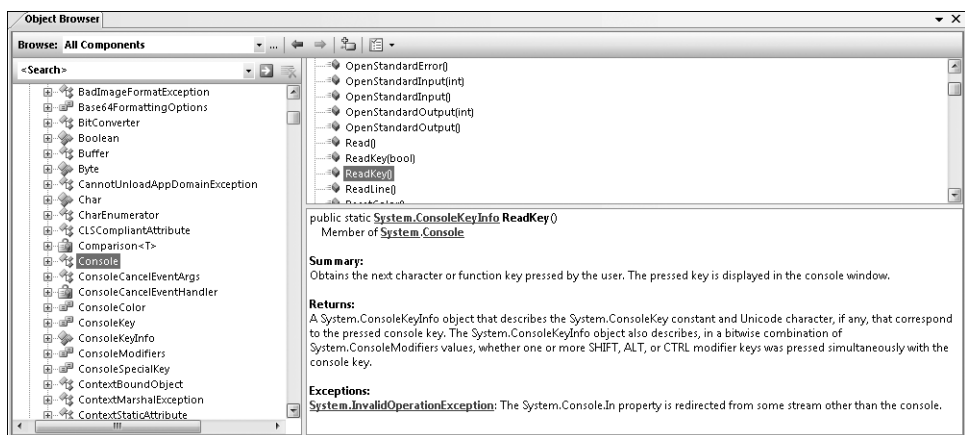 Object Browser
Browse: All Components
...
<Search>
BadImageFormatException
Base64FormattingOptions
BitConverter
Boolean
Buffer
Byte
CannotUnloadAppDomainException
Char
CharEnumerator
CLSCompliantAttribute
Comparison<T>
Console
ConsoleCancelEventArgs
ConsoleCancelEventHandler
ConsoleColor
ConsoleKey
ConsoleKeyInfo
ConsoleModifiers
ConsoleSpecialKey
ContextBoundObject
ContextMarshalException
ContextStaticAttribute
OpenStandardError()
OpenStandardInput(int)
OpenStandardInput()
OpenStandardOutput(int)
OpenStandardOutput()
Read()
ReadKey(bool)
ReadKey()
ReadLine()
ResetColor()
public static System.ConsoleKeyInfo ReadKey()
Member of System.Console
Summary:
Obtains the next character or function key pressed by the user. The pressed key is displayed in the console window.
Returns:
A System.ConsoleKeyInfo object that describes the System.ConsoleKey constant and Unicode character, if any, that correspond
to the pressed console key. The System.ConsoleKeyInfo object also describes, in a bitwise combination of
System.ConsoleModifiers values, whether one or more SHIFT, ALT, or CTRL modifier keys was pressed simultaneously with the
console key.
Exceptions:
System.InvalidOperationException: The System.Console.In property is redirected from some stream other than the console.